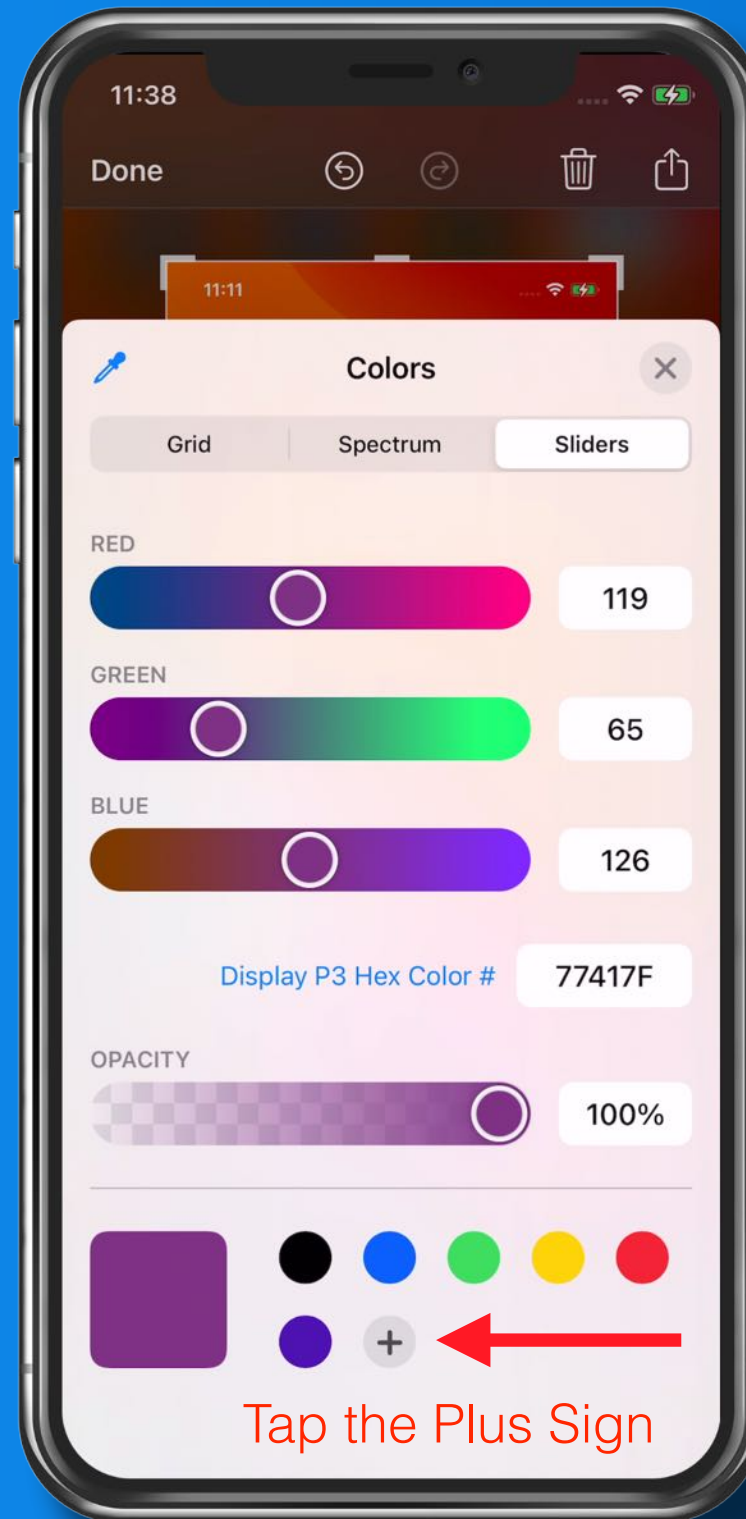 11:38
Done
11:11
Colors
Grid Spectrum Sliders
RED
119
GREEN
65
BLUE
126
Display P3 Hex Color # 77417F
OPACITY
100%
+
Tap the Plus Sign